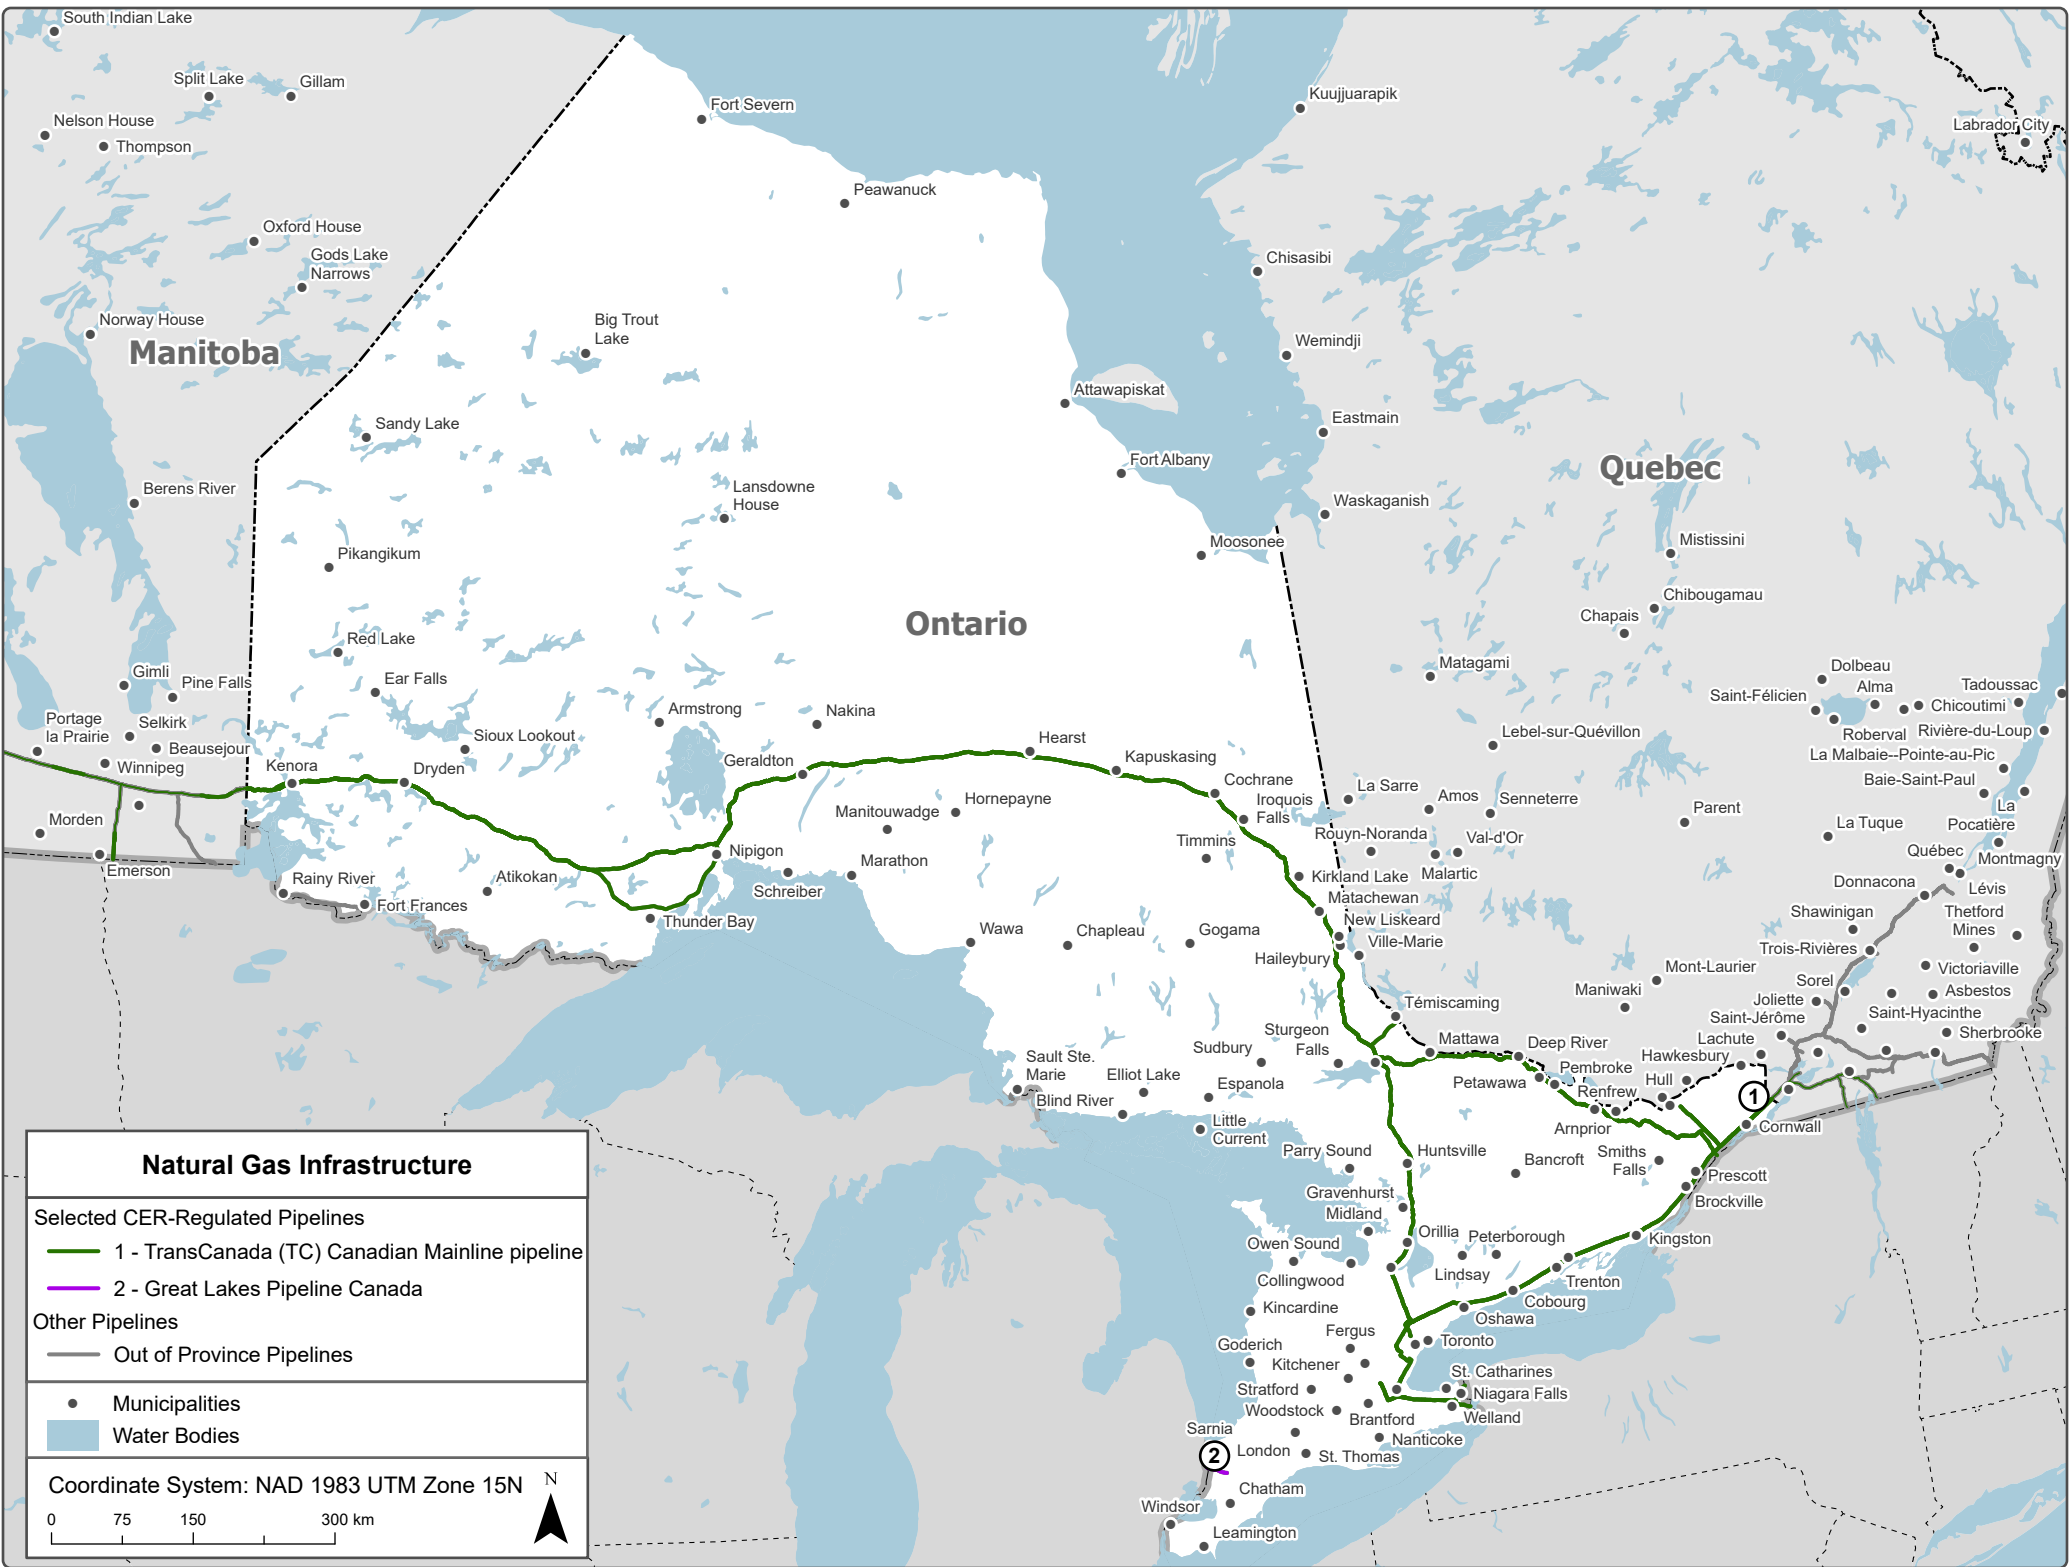 South Indian Lake
Split Lake
Gillam
Nelson House
Thompson
Fort Severn
Kuujjuarapik
Labrador City
Peawanuck
Oxford House
Gods Lake
Narrows
Chisasibi
Norway House
Manitoba
Big Trout
Lake
Wemindji
Attawapiskat
Sandy Lake
Eastmain
Fort Albany
Quebec
Berens River
Lansdowne
House
Waskaganish
Pikangikum
Moosonee
Mistissini
Chibougamau
Chapais
Ontario
Red Lake
Matagami
Dolbeau
Gimli
Pine Falls
Ear Falls
Saint-Félicien
Alma
Tadoussac
Chicoutimi
Portage
la Prairie
Selkirk
Armstrong
Nakina
Roberval
Rivière-du-Loup
Beausejour
Sioux Lookout
Hearst
Lebel-sur-Quévillon
La Malbaie--Pointe-au-Pic
Winnipeg
Kenora
Dryden
Geraldton
Kapuskasing
Cochrane
Baie-Saint-Paul
La
Pocatière
Morden
Manitouwadge
Hornepayne
Iroquois
Falls
La Sarre
Amos
Senneterre
Parent
La Tuque
Timmins
Rouyn-Noranda
Val-d'Or
Malartic
Québec
Montmagny
Emerson
Nipigon
Marathon
Schreiber
Rainy River
Atikokan
Kirkland Lake
Donnacona
Lévis
Fort Frances
Thunder Bay
Matachewan
New Liskeard
Ville-Marie
Shawinigan
Thetford
Mines
Wawa
Chapleau
Gogama
Haileybury
Trois-Rivières
Mont-Laurier
Victoriaville
Maniwaki
Sorel
Asbestos
Témiscaming
Joliette
Saint-Hyacinthe
Saint-Jérôme
Sherbrooke
Sturgeon
Falls
Mattawa
Deep River
Lachute
Hawkesbury
Sudbury
Sault Ste.
Marie
Elliot Lake
Espanola
Petawawa
Pembroke
Renfrew
Hull
1
Blind River
Little
Current
Arnprior
Cornwall
Parry Sound
Huntsville
Bancroft
Smiths
Falls
Prescott
Brockville
Gravenhurst
Midland
Owen Sound
Orillia
Peterborough
Kingston
Collingwood
Lindsay
Trenton
Cobourg
Kincardine
Oshawa
Fergus
Toronto
Goderich
Kitchener
St. Catharines
Stratford
Niagara Falls
Woodstock
Brantford
Welland
Sarnia
2
London
Nanticoke
St. Thomas
Chatham
Windsor
Leamington
Natural Gas Infrastructure
Selected CER-Regulated Pipelines
1 - TransCanada (TC) Canadian Mainline pipeline
2 - Great Lakes Pipeline Canada
Other Pipelines
Out of Province Pipelines
Municipalities
Water Bodies
Coordinate System: NAD 1983 UTM Zone 15N
N
0 75 150 300 km